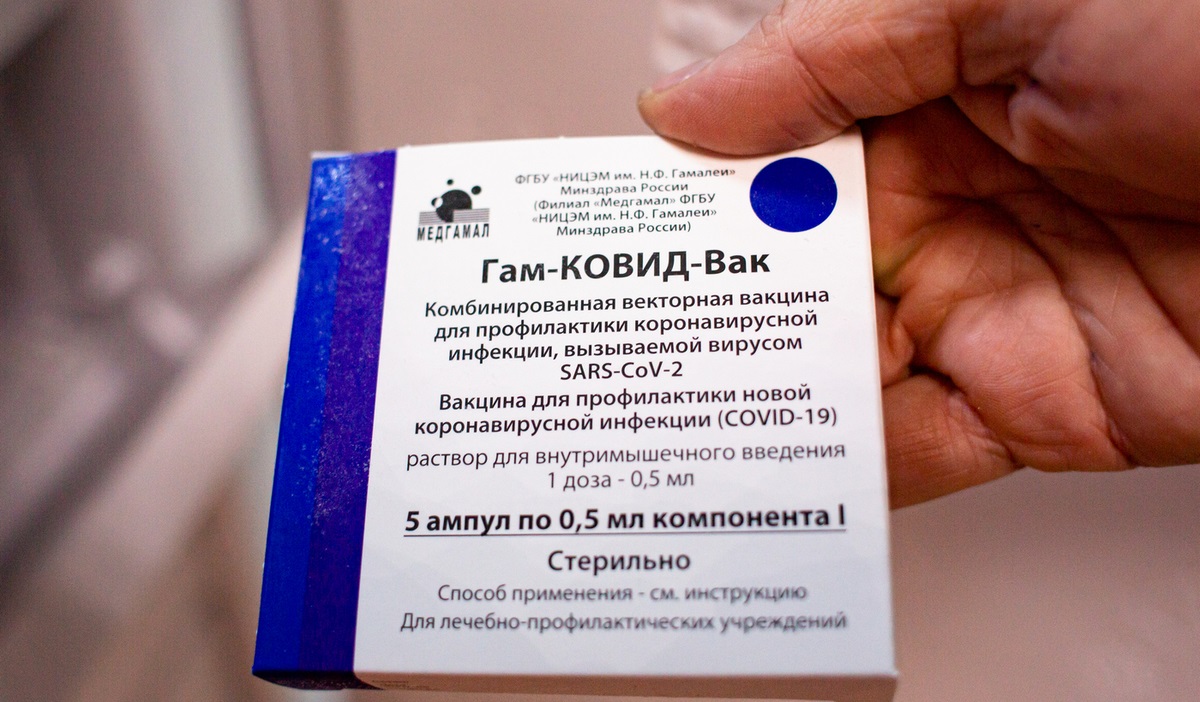 МЕДГАМАЛ
ФГБУ «НИЦЭМ им. Н.Ф. Гамалеи»
Минздрава России
(Филиал «Медгамал» ФГБУ
«НИЦЭМ им. Н.Ф. Гамалеи»
Минздрава России)
Гам-КОВИД-Вак
Комбинированная векторная вакцина
для профилактики коронавирусной
инфекции, вызываемой вирусом
SARS-CoV-2
Вакцина для профилактики новой
коронавирусной инфекции (COVID-19)
раствор для внутримышечного введения
1 доза - 0,5 мл
5 ампул по 0,5 мл компонента I
Стерильно
Способ применения - см. инструкцию
Для лечебно-профилактических учреждений